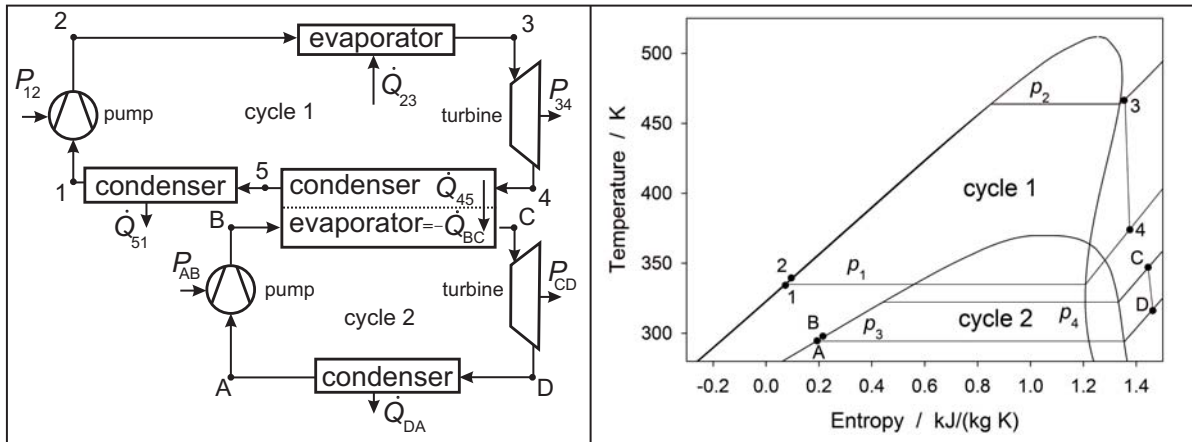 2
3
evaporator
P12
Q̇23
P34
pump
cycle 1
turbine
1
condenser
5
condenser
Q̇45
4
Q̇51
B
evaporator=−Q̇BC
C
PAB
PCD
pump
turbine
cycle 2
A
condenser
D
Q̇DA
Temperature / K
500
450
400
350
300
p2
3
cycle 1
4
2
p1
1
C
B
p3
cycle 2
p4
D
A
-0.2 0.0 0.2 0.4 0.6 0.8 1.0 1.2 1.4
Entropy / kJ/(kg K)